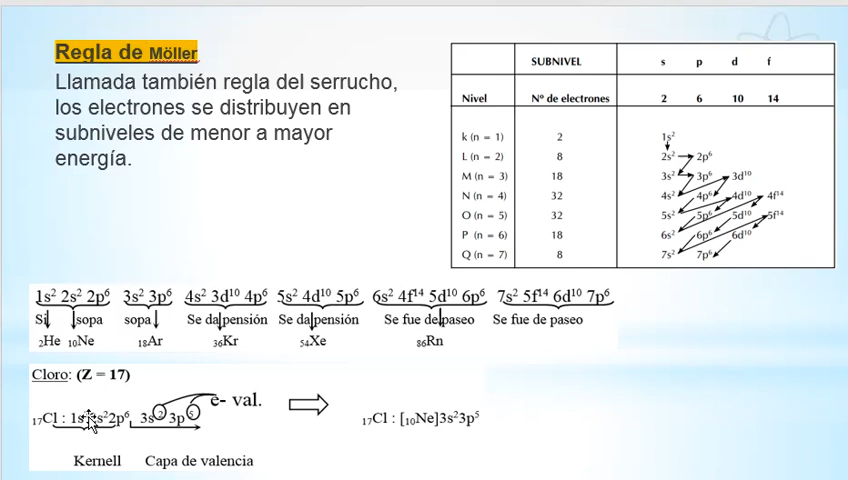 Regla de Möller
Llamada también regla del serrucho,
los electrones se distribuyen en
subniveles de menor a mayor
energía.
SUBNIVEL s p d f
Nivel Nº de electrones 2 6 10 14
k (n = 1) 2 1s²
L (n = 2) 8 2s² 2p⁶
M (n = 3) 18 3s² 3p⁶ 3d¹⁰
N (n = 4) 32 4s² 4p⁶ 4d¹⁰ 4f¹⁴
O (n = 5) 32 5s² 5p⁶ 5d¹⁰ 5f¹⁴
P (n = 6) 18 6s² 6p⁶ 6d¹⁰
Q (n = 7) 8 7s² 7p⁶
1s² 2s² 2p⁶ 3s² 3p⁶ 4s² 3d¹⁰ 4p⁶ 5s² 4d¹⁰ 5p⁶ 6s² 4f¹⁴ 5d¹⁰ 6p⁶ 7s² 5f¹⁴ 6d¹⁰ 7p⁶
Si sopa sopa Se da pensión Se da pensión Se fue de paseo Se fue de paseo
₂He ₁₀Ne ₁₈Ar ₃₆Kr ₅₄Xe ₈₆Rn
Cloro: (Z = 17)
e- val.
₁₇Cl : 1s² 2s² 2p⁶ 3s² 3p⁵ ₁₇Cl : [₁₀Ne]3s²3p⁵
Kernell Capa de valencia